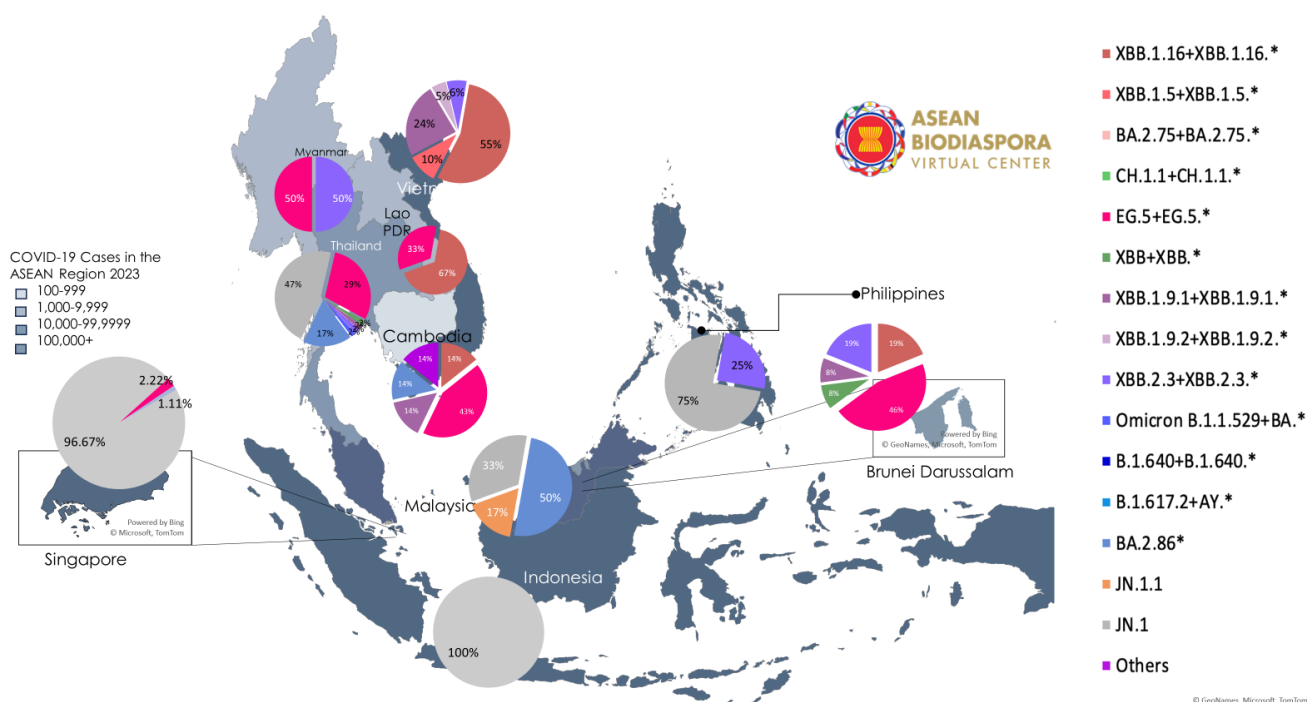 ASEAN
BIODIASPORA
VIRTUAL CENTER
XBB.1.16+XBB.1.16.*
XBB.1.5+XBB.1.5.*
BA.2.75+BA.2.75.*
CH.1.1+CH.1.1.*
EG.5+EG.5.*
XBB+XBB.*
XBB.1.9.1+XBB.1.9.1.*
XBB.1.9.2+XBB.1.9.2.*
XBB.2.3+XBB.2.3.*
Omicron B.1.1.529+BA.*
B.1.640+B.1.640.*
B.1.617.2+AY.*
BA.2.86*
JN.1.1
JN.1
Others
5%
6%
24%
55%
10%
Vietn
Myanmar
50%
50%
Lao
PDR
33%
67%
Thailand
47%
29%
17%
COVID-19 Cases in the
ASEAN Region 2023
100-999
1,000-9,999
10,000-99,9999
100,000+
Cambodia
14%
14%
14%
43%
14%
Philippines
25%
75%
19%
19%
8%
8%
46%
Powered by Bing
© GeoNames, Microsoft, TomTom
Brunei Darussalam
2.22%
1.11%
96.67%
Powered by Bing
© Microsoft, TomTom
Singapore
33%
50%
17%
Malaysia
Indonesia
100%
© GeoNames, Microsoft, TomTom